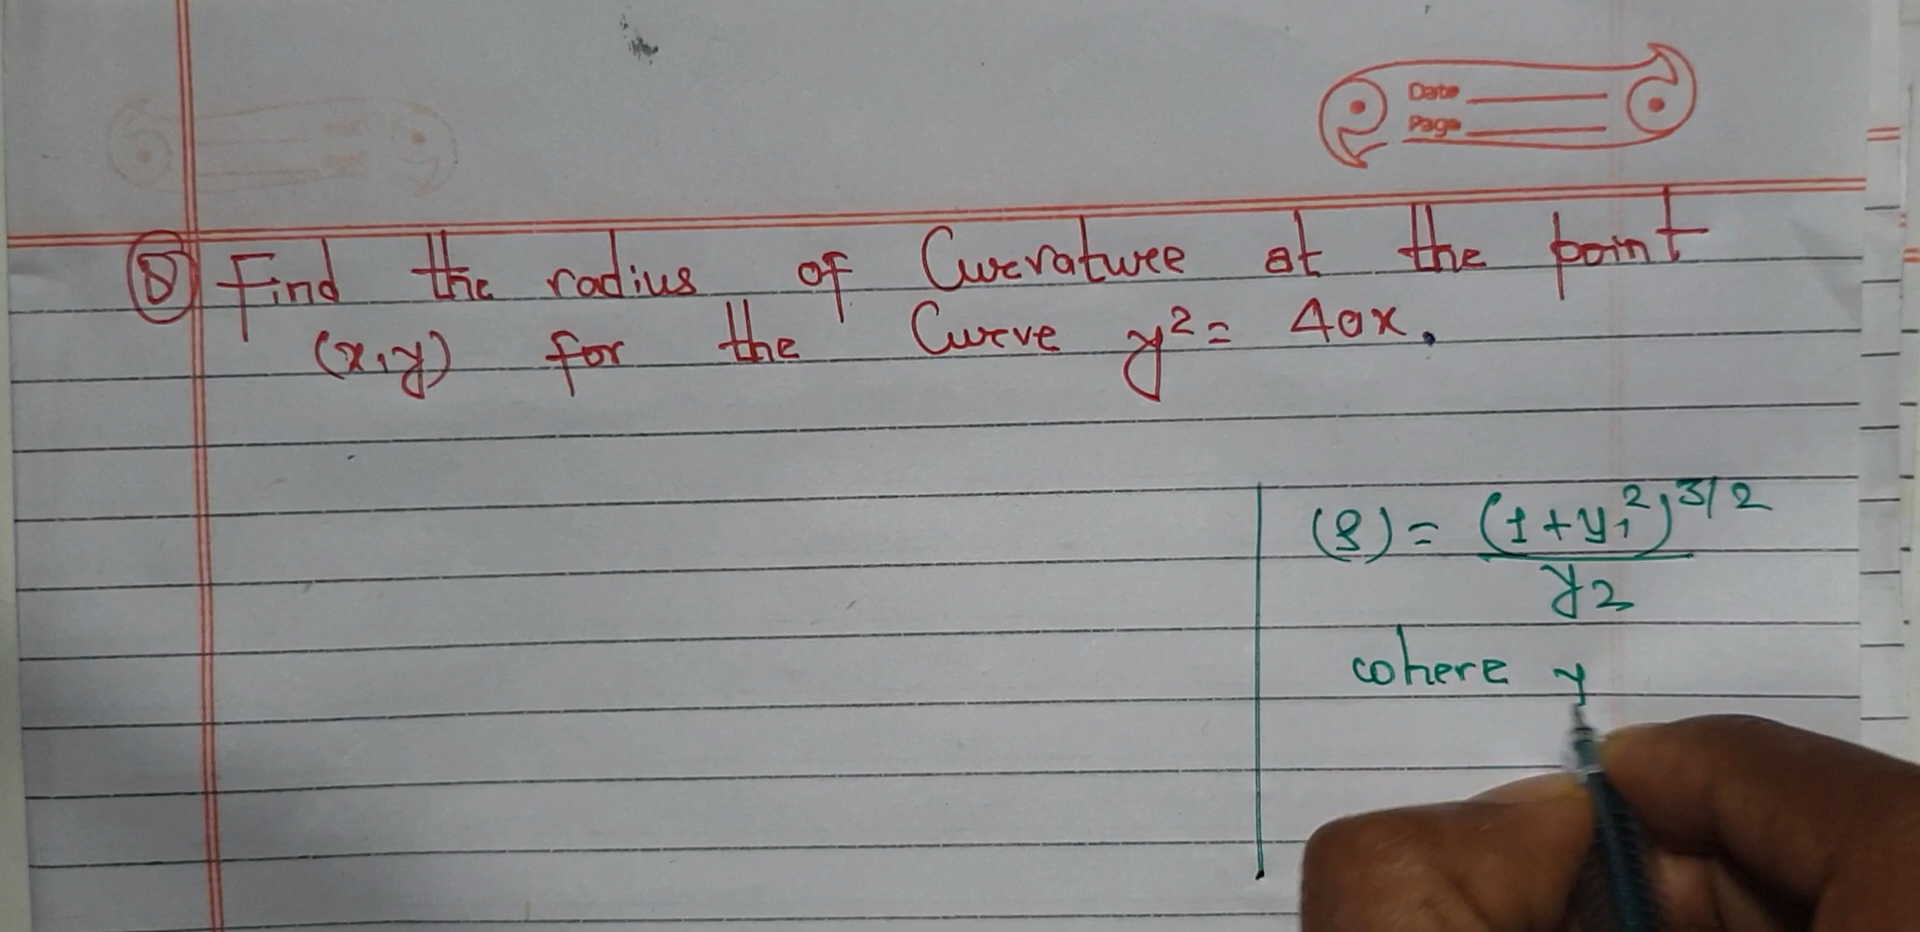 Date
Page
D Find the radius of Curvature at the point
(x,y) for the Curve y² = 4ax.
(ρ) = (1+y₁²)^3/2
y₂
where y